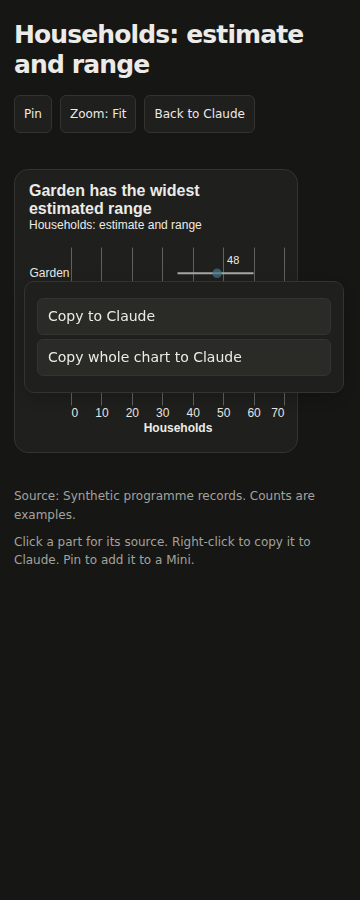 Households: estimate
and range
Pin
Zoom: Fit
Back to Claude
Garden has the widest
estimated range
Households: estimate and range
48
Garden
Copy to Claude
Copy whole chart to Claude
0 10 20 30 40 50 60 70
Households
Source: Synthetic programme records. Counts are
examples.
Click a part for its source. Right-click to copy it to
Claude. Pin to add it to a Mini.